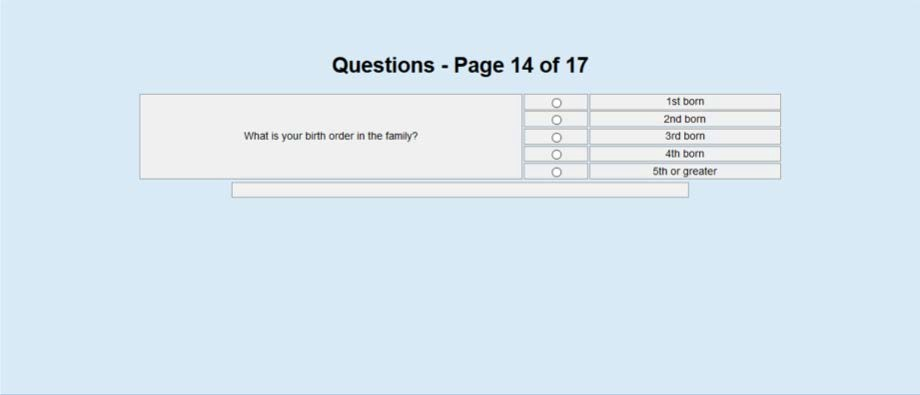 Questions - Page 14 of 17
What is your birth order in the family?
1st born
2nd born
3rd born
4th born
5th or greater